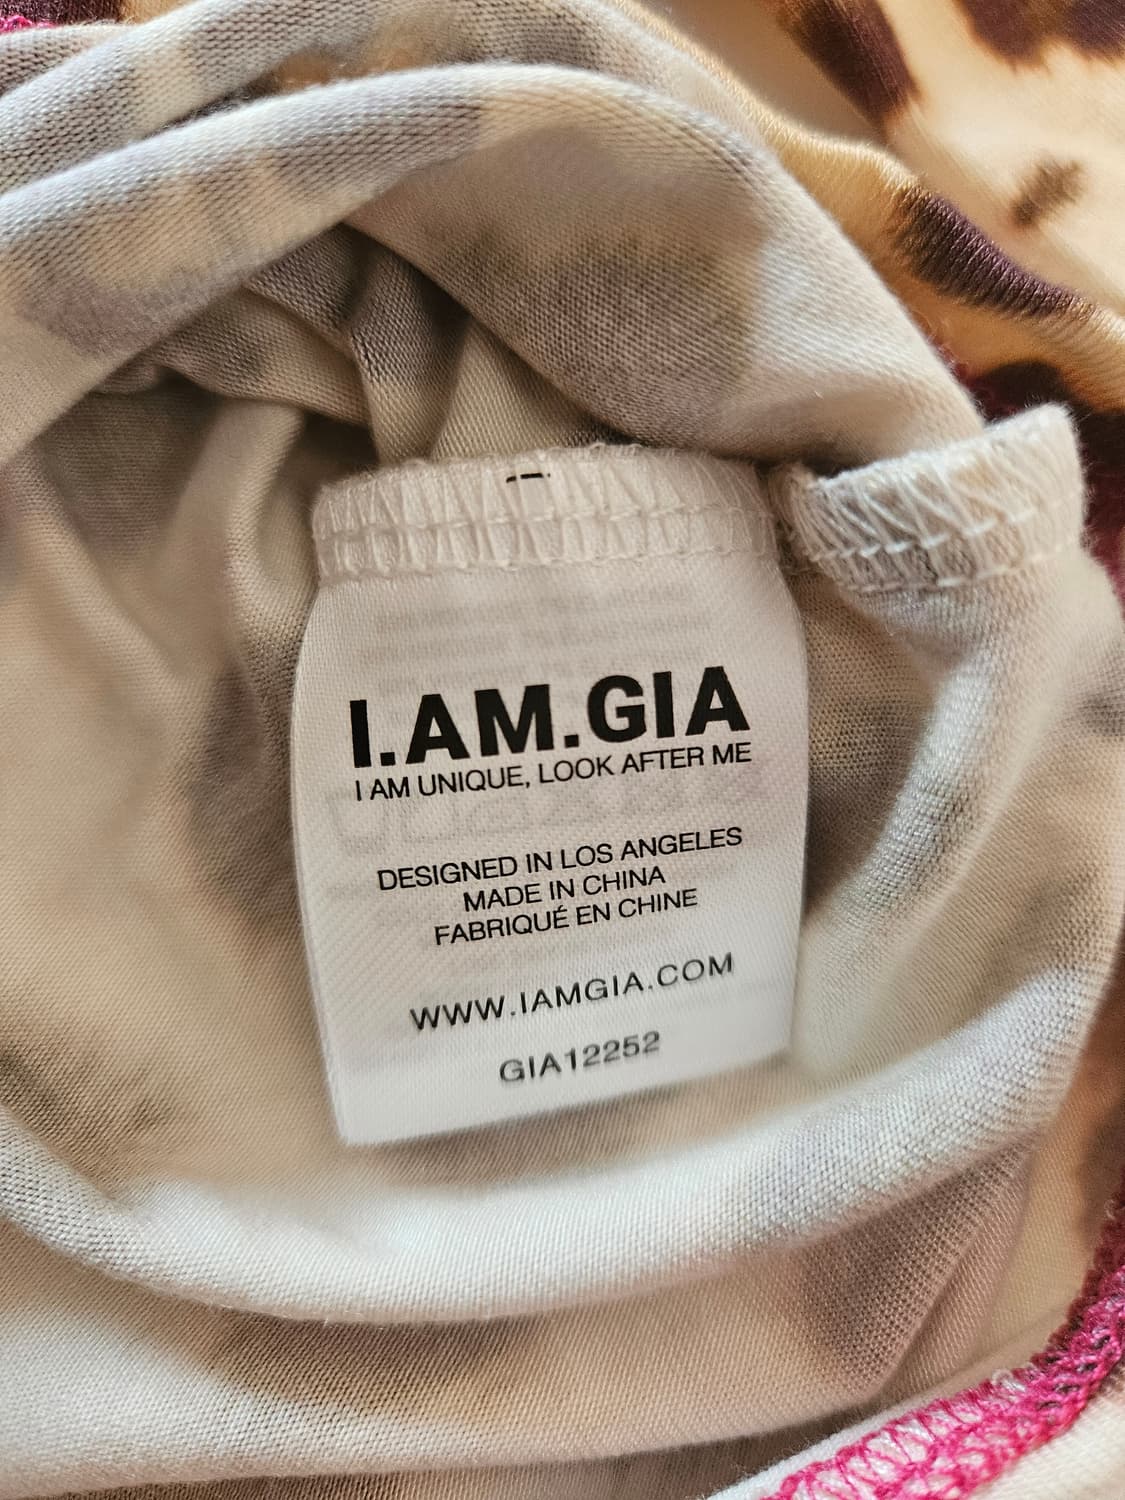 I.AM.GIA
I AM UNIQUE, LOOK AFTER ME
DESIGNED IN LOS ANGELES
MADE IN CHINA
FABRIQUÉ EN CHINE
WWW.IAMGIA.COM
GIA12252